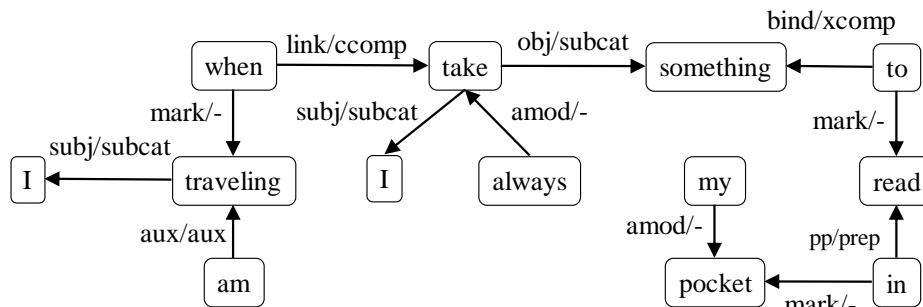 bind/xcomp
link/ccomp obj/subcat
when take something to
mark/- subj/subcat amod/- mark/-
subj/subcat
I traveling I always my read
aux/aux amod/- pp/prep
am pocket in
mark/-